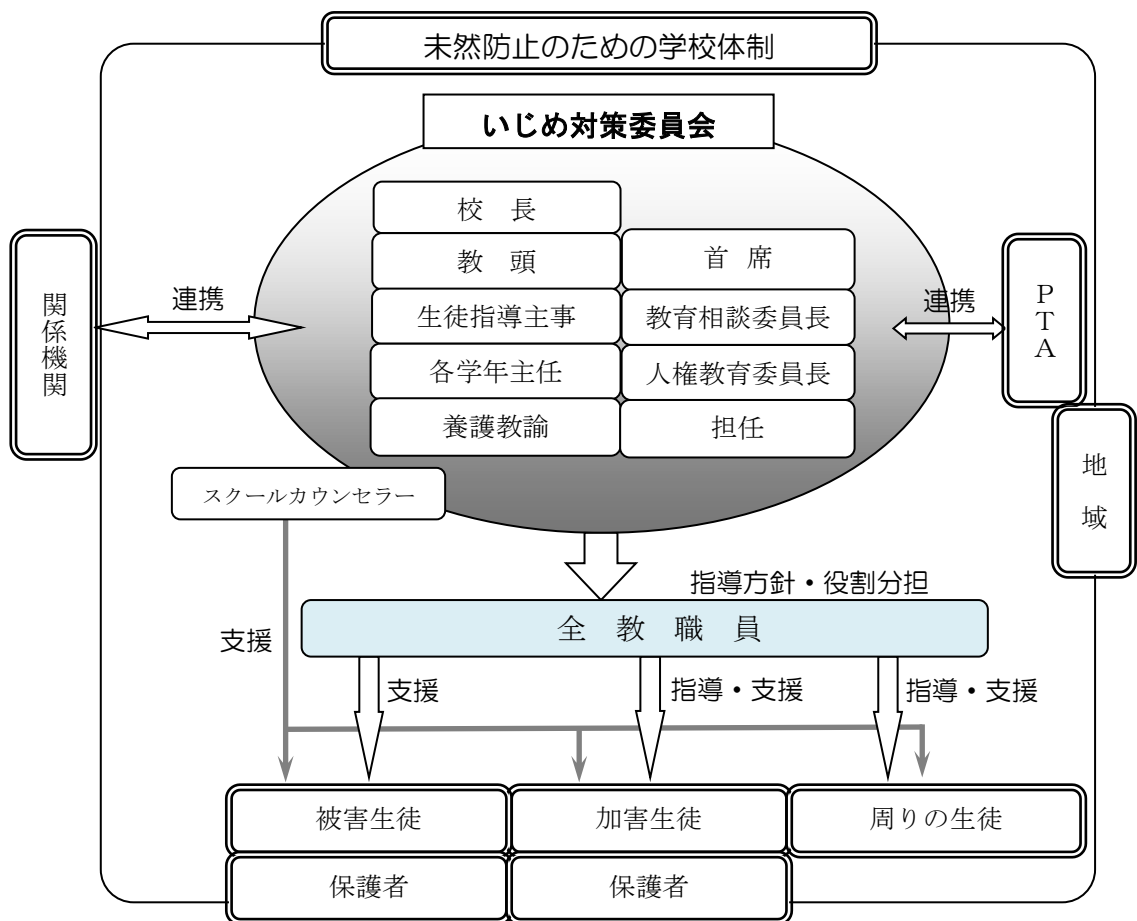 未然防止のための学校体制
いじめ対策委員会
校　長
教　頭
首　席
生徒指導主事
教育相談委員長
各学年主任
人権教育委員長
養護教諭
担任
関係機関
連携
連携
PTA
地域
スクールカウンセラー
指導方針・役割分担
全　教　職　員
支援
支援
指導・支援
指導・支援
被害生徒
加害生徒
周りの生徒
保護者
保護者